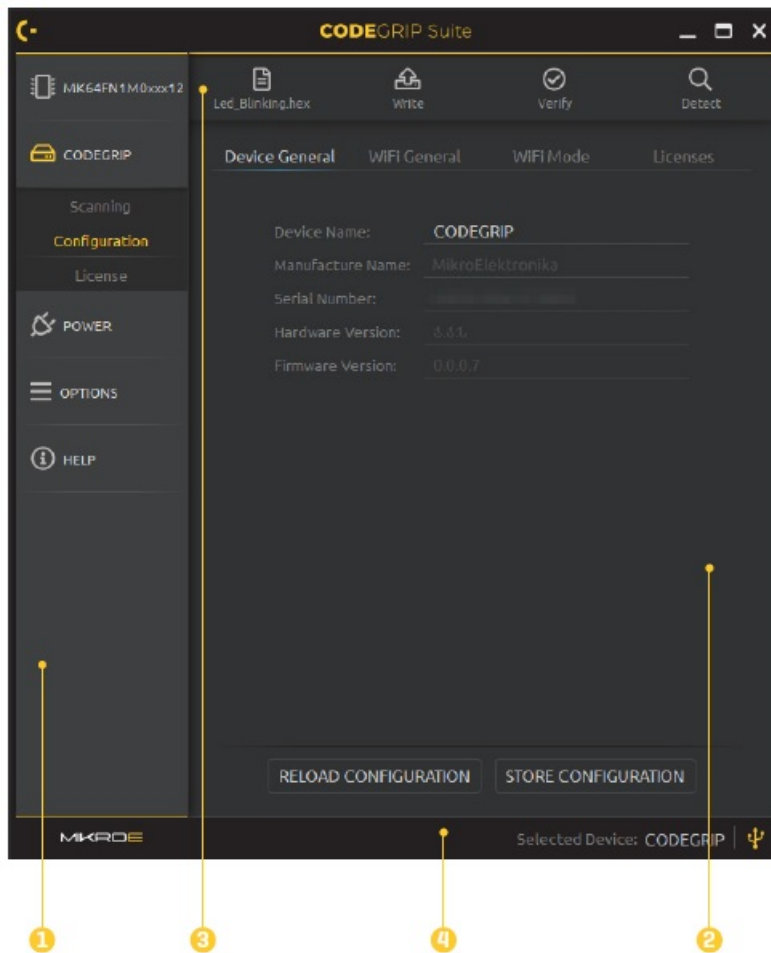 CODEGRIP Suite
MK64FN1M0xxx12
Led_Blinking.hex
Write
Verify
Detect
CODEGRIP
Device General
WiFi General
WiFi Mode
Licenses
Scanning
Configuration
License
Device Name: CODEGRIP
Manufacture Name: MikroElektronika
Serial Number:
Hardware Version:
Firmware Version: 0.0.0.7
POWER
OPTIONS
HELP
RELOAD CONFIGURATION
STORE CONFIGURATION
MIKROE
Selected Device: CODEGRIP
1
3
4
2